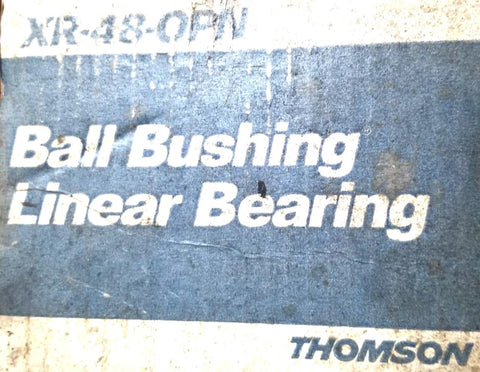 XR-48-OPN
Ball Bushing
Linear Bearing
THOMSON